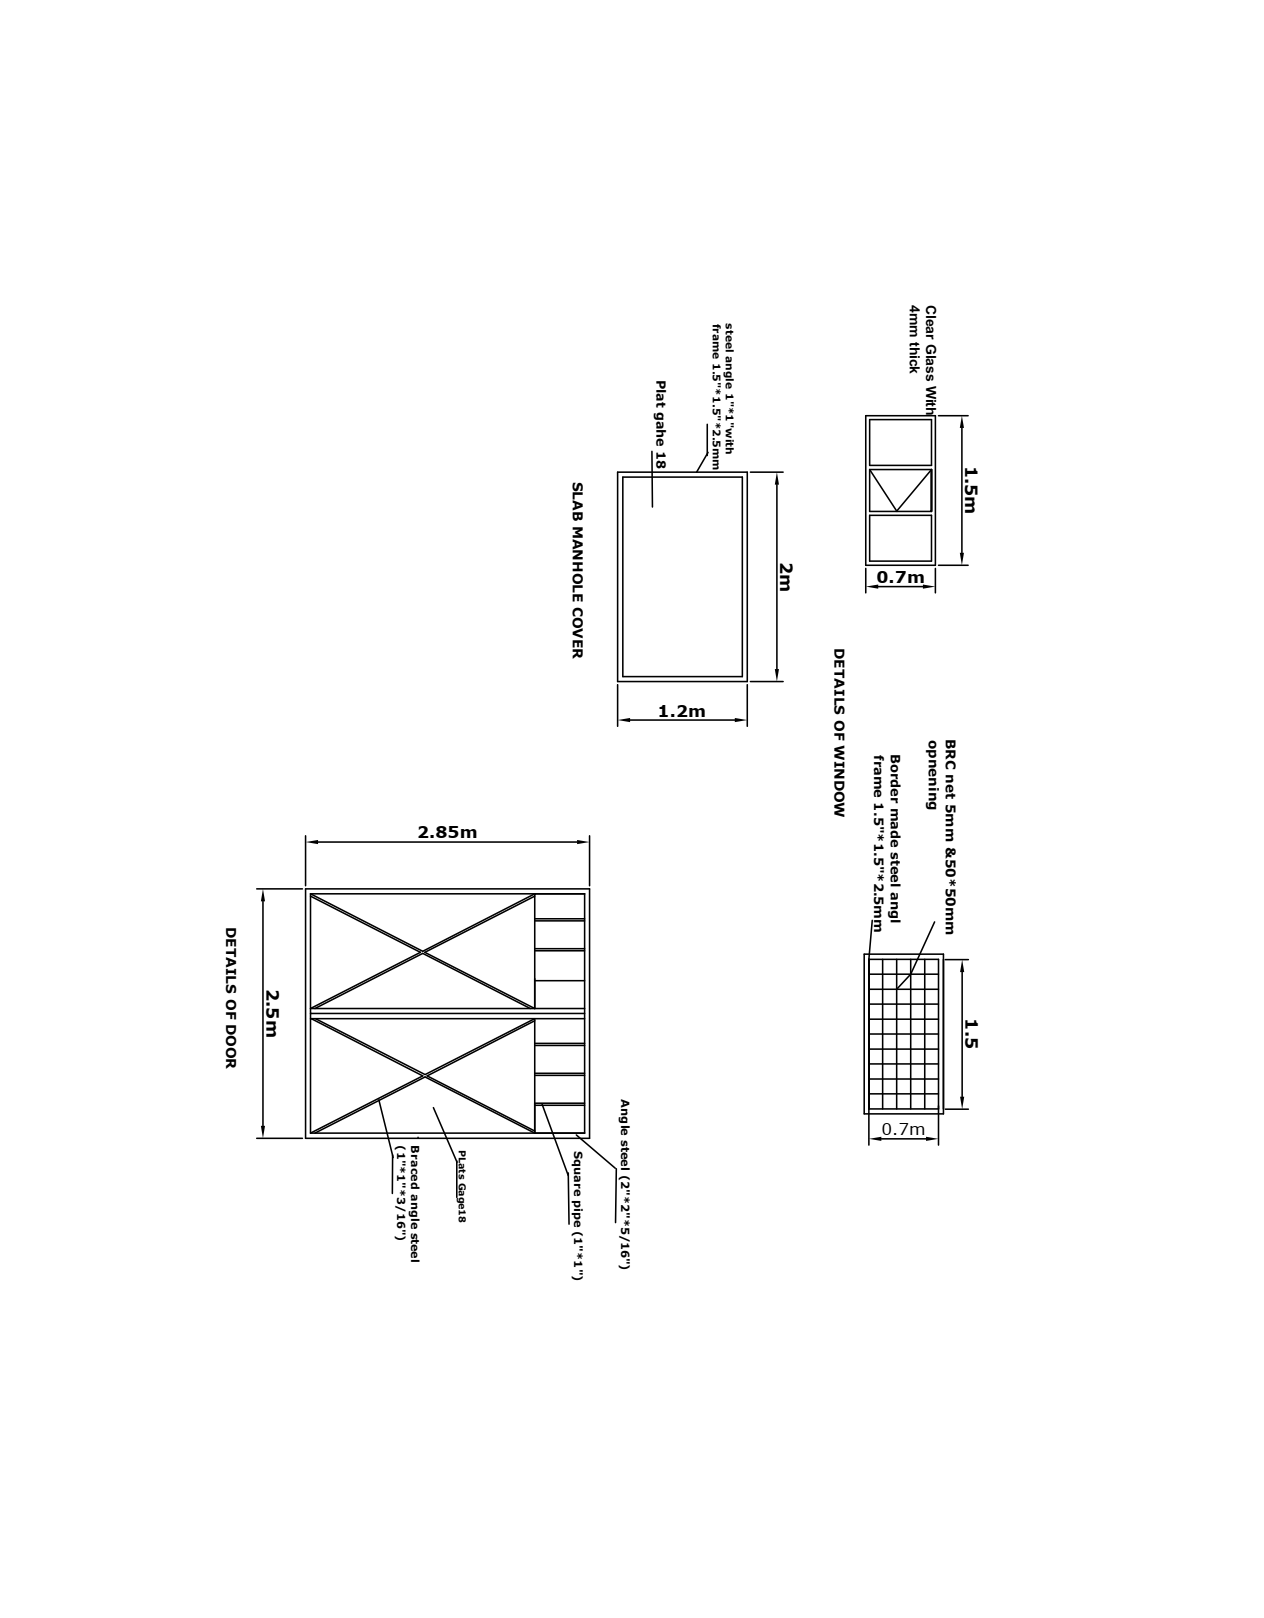 Clear Glass With
4mm thick
1.5m
0.7m
BRC net 5mm &50*50mm
opnening
Border made steel angl
frame 1.5"*1.5"*2.5mm
1.5
0.7m
DETAILS OF WINDOW
steel angle 1"*1"with
frame 1.5"*1.5"*2.5mm
Plat gahe 18
2m
1.2m
SLAB MANHOLE COVER
2.85m
2.5m
Angle steel (2"*2"*5/16")
Square pipe (1"*1")
PLats Gage18
Braced angle steel
(1"*1"*3/16")
DETAILS OF DOOR